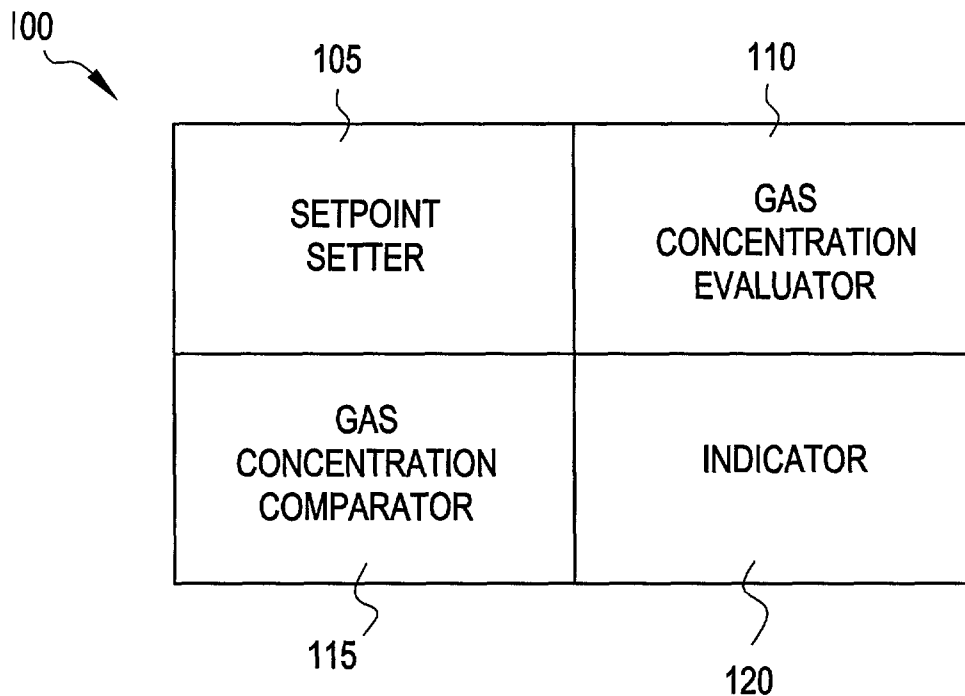 100
105
110
SETPOINT
SETTER
GAS
CONCENTRATION
EVALUATOR
GAS
CONCENTRATION
COMPARATOR
INDICATOR
115
120